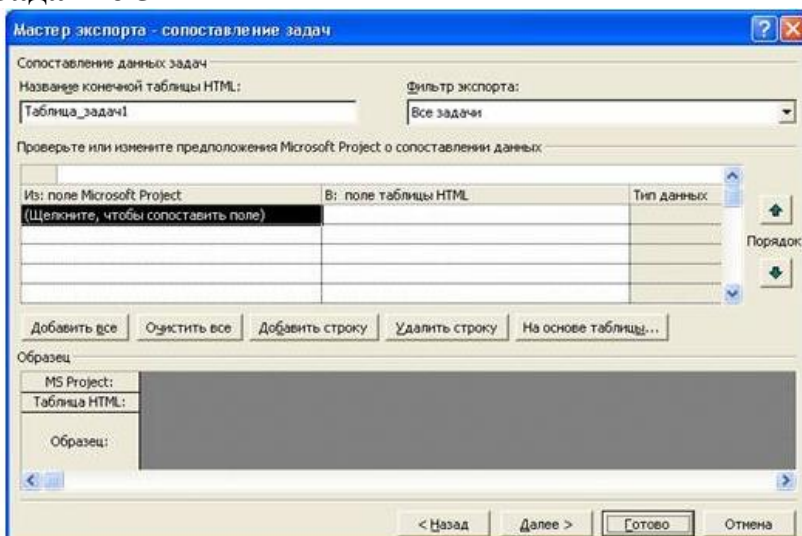 Мастер экспорта - сопоставление задач
Сопоставление данных задач
Название конечной таблицы HTML:
Фильтр экспорта:
Таблица_задач1
Все задачи
Проверьте или измените предположения Microsoft Project о сопоставлении данных
Из: поле Microsoft Project
В: поле таблицы HTML
Тип данных
(Щелкните, чтобы сопоставить поле)
Порядок
Добавить все
Очистить все
Добавить строку
Удалить строку
На основе таблицы...
Образец
MS Project:
Таблица HTML:
Образец:
< Назад
Далее >
Готово
Отмена